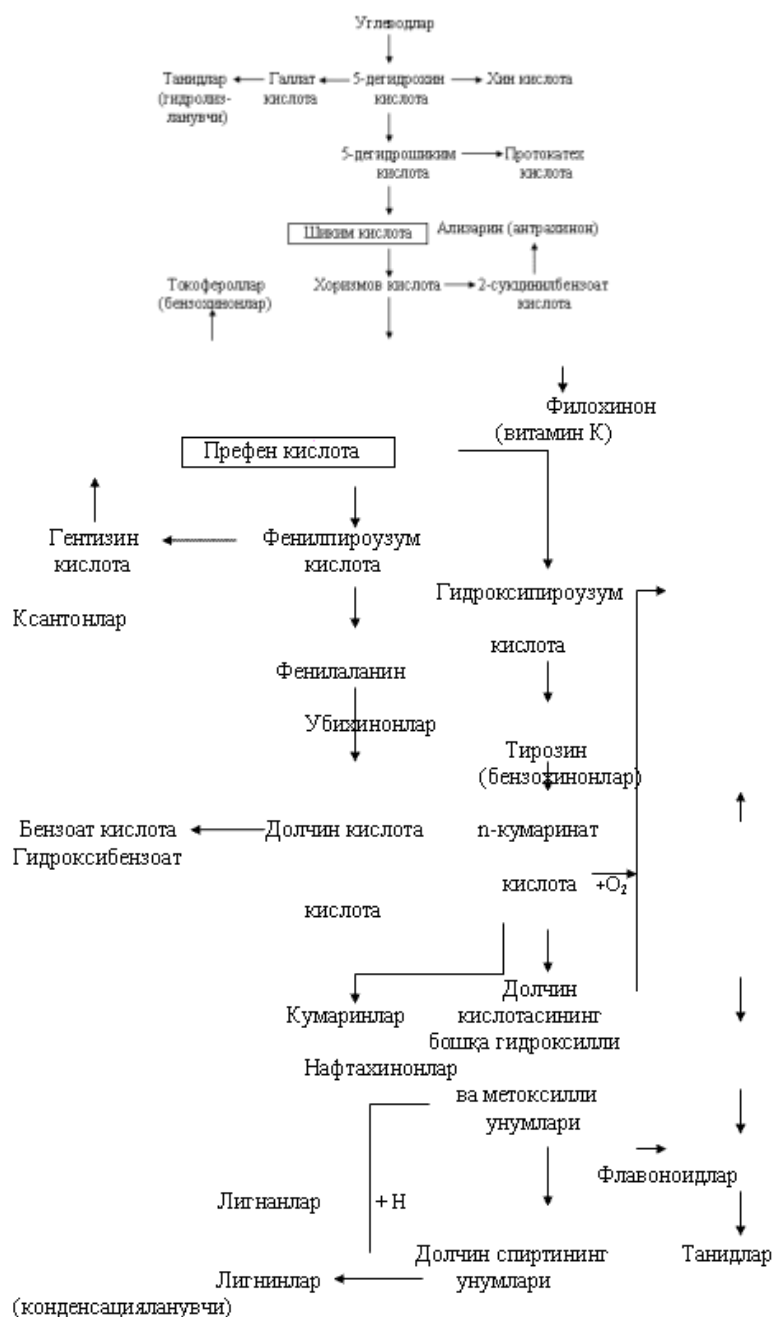 Углеводлар
Танидлар Галлат 5-дегидрохин Хин кислота
(гидролиз- кислота кислота
ланувчи)
5-дегидрошиким Протокатех
кислота кислота
Шиким кислота Ализарин (антрахинон)
Токофероллар Хоризмов кислота 2-сукцинилбензоат
(бензохинонлар) кислота
Филохинон
(витамин К)
Префен кислота
Гентизин Фенилпироузум
кислота кислота
Гидроксипироузум
Ксантонлар
кислота
Фенилаланин
Убихинонлар
Тирозин
(бензохинонлар)
Бензоат кислота Долчин кислота п-кумаринат
Гидроксибензоат
кислота +O₂
кислота
Кумаринлар Долчин
кислотасининг
бошқа гидроксилли
Нафтахинонлар
ва метоксилли
унумлари
Флавоноидлар
Лигнанлар + Н
Долчин спиртининг Танидлар
Лигнинлар унумлари
(конденсацияланувчи)